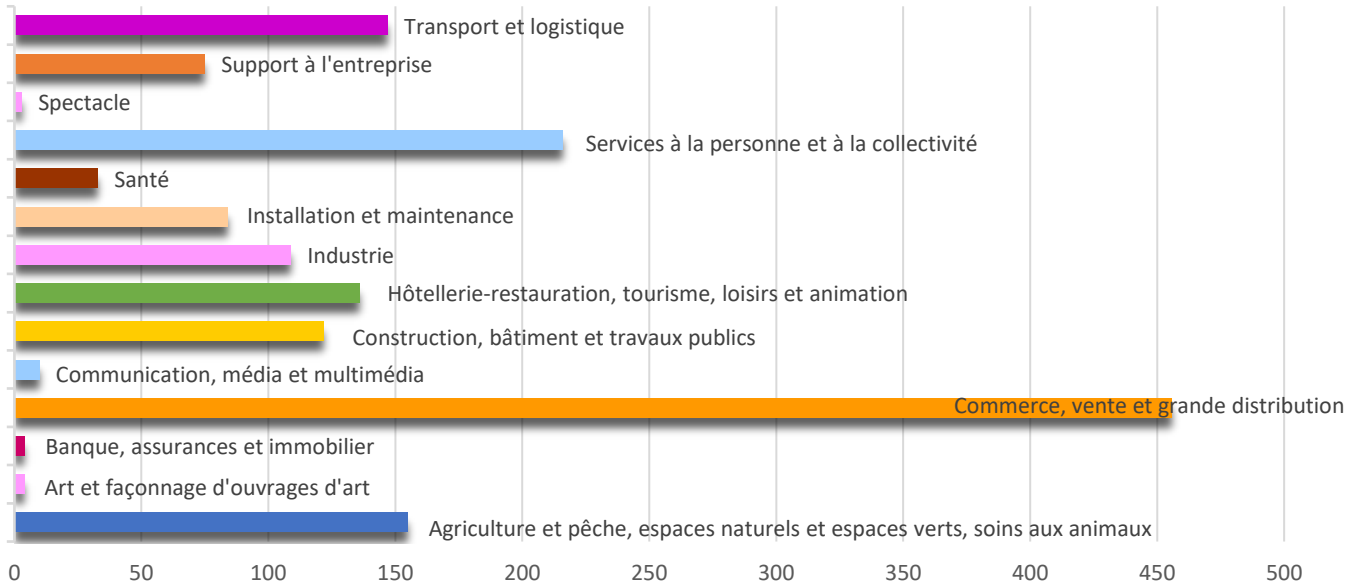 Transport et logistique
Support à l'entreprise
Spectacle
Services à la personne et à la collectivité
Santé
Installation et maintenance
Industrie
Hôtellerie-restauration, tourisme, loisirs et animation
Construction, bâtiment et travaux publics
Communication, média et multimédia
Commerce, vente et grande distribution
Banque, assurances et immobilier
Art et façonnage d'ouvrages d'art
Agriculture et pêche, espaces naturels et espaces verts, soins aux animaux
0 50 100 150 200 250 300 350 400 450 500